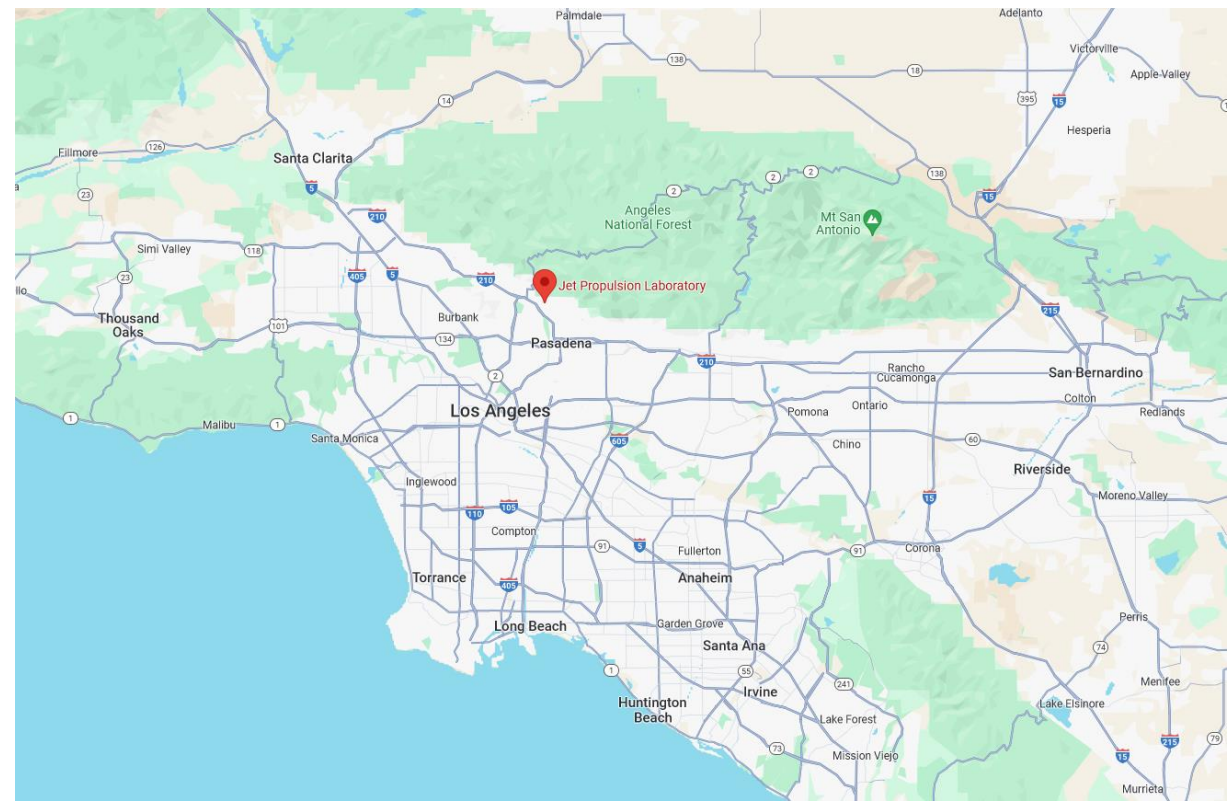 Palmdale
Adelanto
Victorville
138
18
Apple Valley
14
395
15
Hesperia
Fillmore
126
Santa Clarita
5
23
2
2
2
138
15
210
Angeles
National Forest
Mt San
Antonio
Simi Valley
118
405
5
210
Jet Propulsion Laboratory
23
Thousand
Oaks
101
Burbank
134
Pasadena
215
210
Rancho
Cucamonga
San Bernardino
2
Los Angeles
Pomona
Ontario
Colton
Redlands
1
Malibu
1
Santa Monica
605
Chino
60
Riverside
Inglewood
Moreno Valley
110
105
15
Compton
91
5
Fullerton
91
Corona
Torrance
405
Anaheim
Long Beach
Garden Grove
Perris
Santa Ana
74
1
55
241
Menifee
Huntington
Beach
Irvine
Lake Elsinore
Lake Forest
73
Mission Viejo
15
215
79
Murrieta